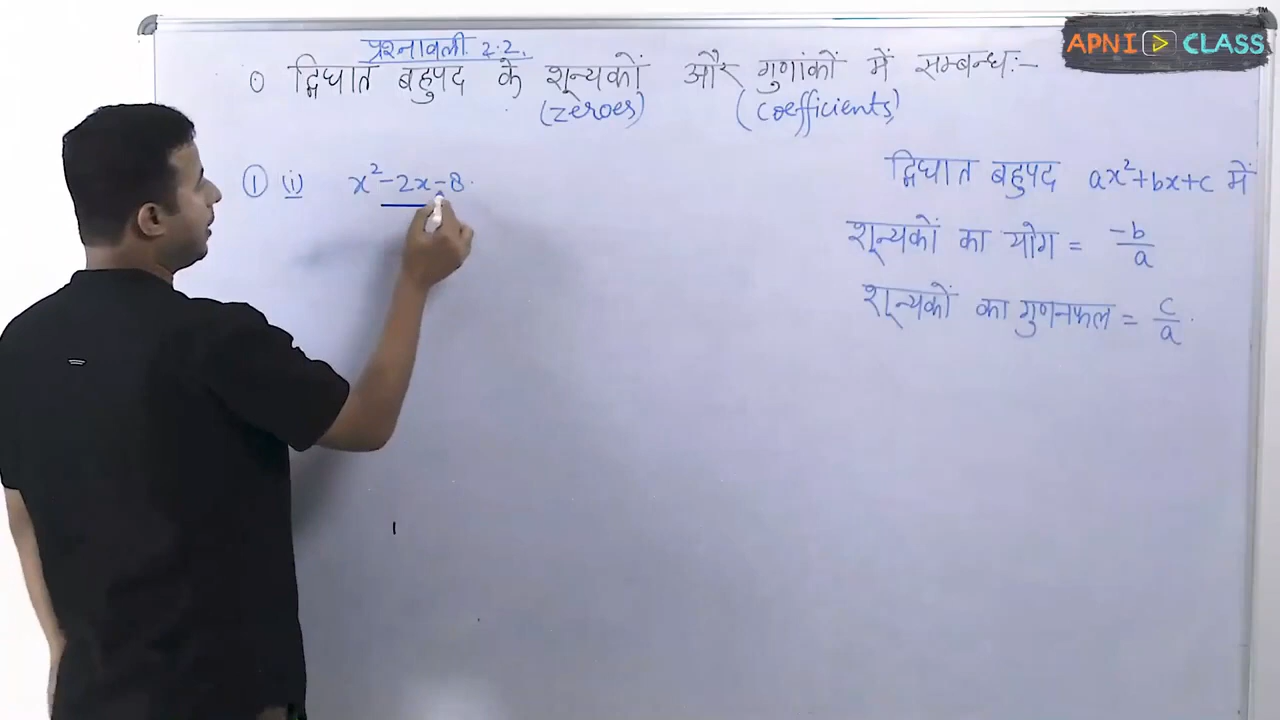 APNI CLASS
प्रश्नावली 2.2.
० द्विघात बहुपद के शून्यकों और गुणांकों में सम्बन्ध:-
(zeroes) (coefficients)
① (i) x²-2x-8.
द्विघात बहुपद ax²+bx+c में
शून्यकों का योग = -b/a
शून्यकों का गुणनफल = c/a.